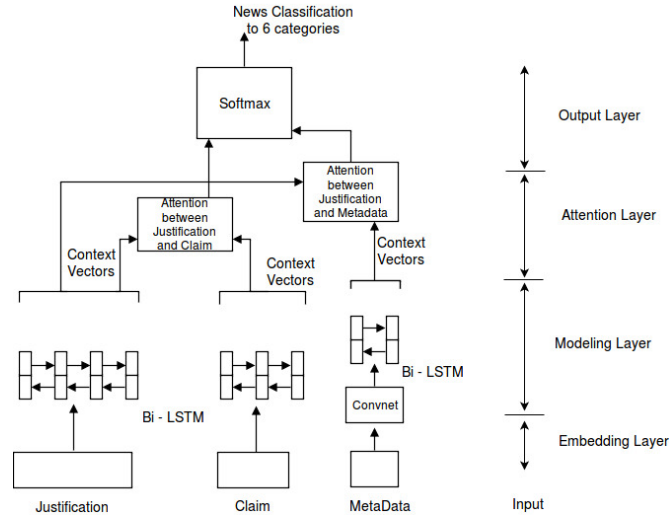 News Classification
to 6 categories
Softmax
Output Layer
Attention
between
Justification
and Metadata
Attention
between
Justification
and Claim
Attention Layer
Context
Vectors
Context
Vectors
Context
Vectors
Modeling Layer
Bi - LSTM
Bi - LSTM
Convnet
Embedding Layer
Justification
Claim
MetaData
Input